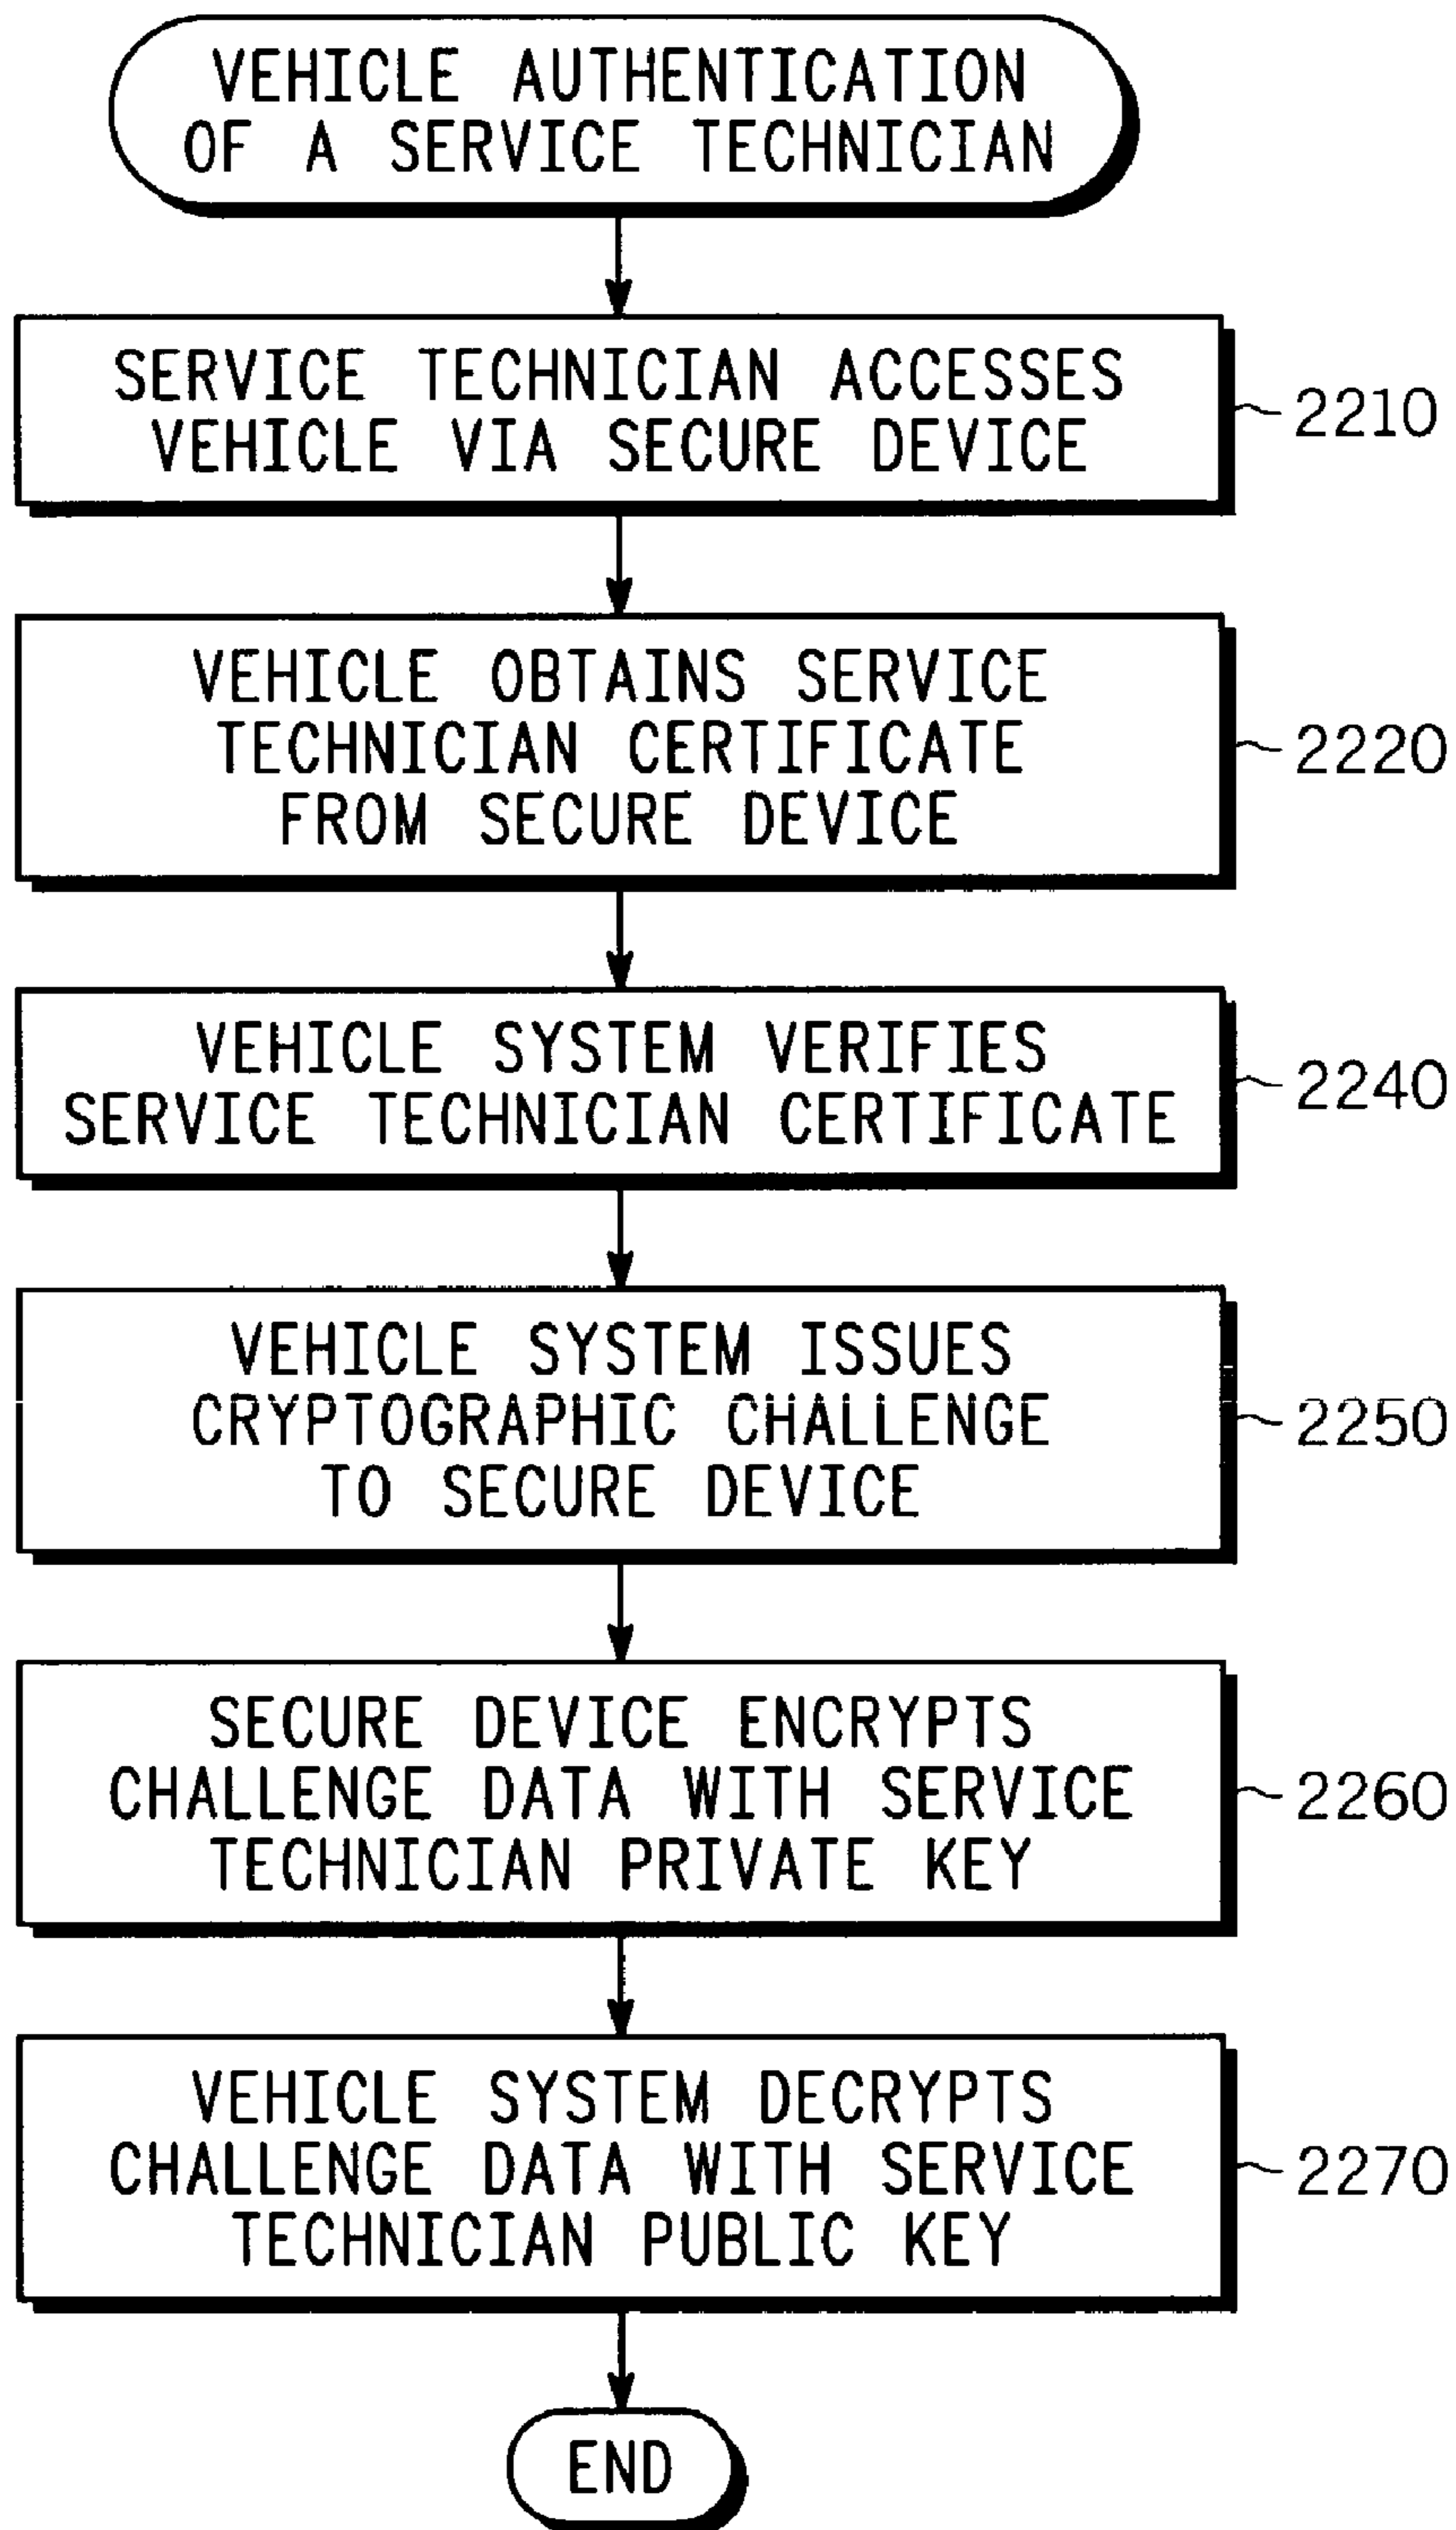 VEHICLE AUTHENTICATION
OF A SERVICE TECHNICIAN
SERVICE TECHNICIAN ACCESSES
VEHICLE VIA SECURE DEVICE
2210
VEHICLE OBTAINS SERVICE
TECHNICIAN CERTIFICATE
FROM SECURE DEVICE
2220
VEHICLE SYSTEM VERIFIES
SERVICE TECHNICIAN CERTIFICATE
2240
VEHICLE SYSTEM ISSUES
CRYPTOGRAPHIC CHALLENGE
TO SECURE DEVICE
2250
SECURE DEVICE ENCRYPTS
CHALLENGE DATA WITH SERVICE
TECHNICIAN PRIVATE KEY
2260
VEHICLE SYSTEM DECRYPTS
CHALLENGE DATA WITH SERVICE
TECHNICIAN PUBLIC KEY
2270
END